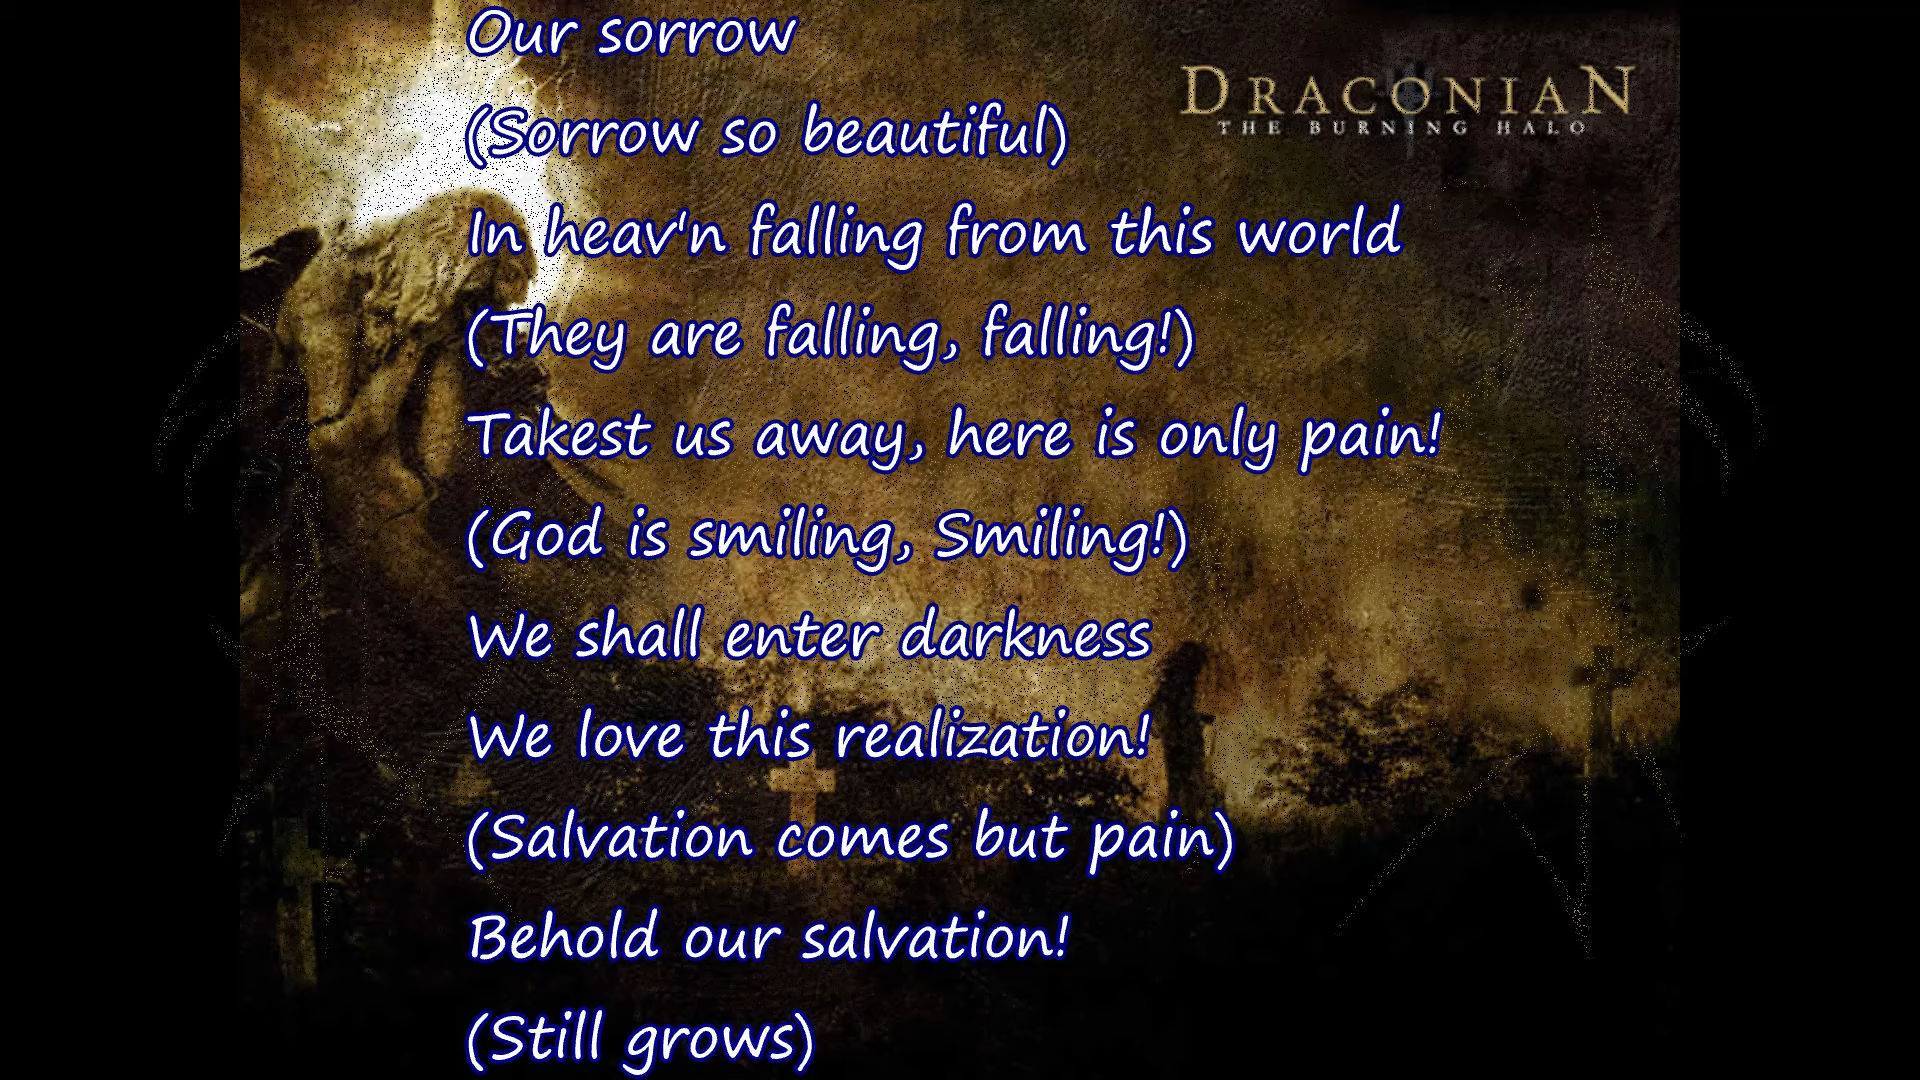 Our sorrow
DRACONIAN
THE BURNING HALO
(Sorrow so beautiful)
In heav'n falling from this world
(They are falling, falling!)
Takest us away, here is only pain!
(God is smiling, Smiling!)
We shall enter darkness
We love this realization!
(Salvation comes but pain)
Behold our salvation!
(Still grows)